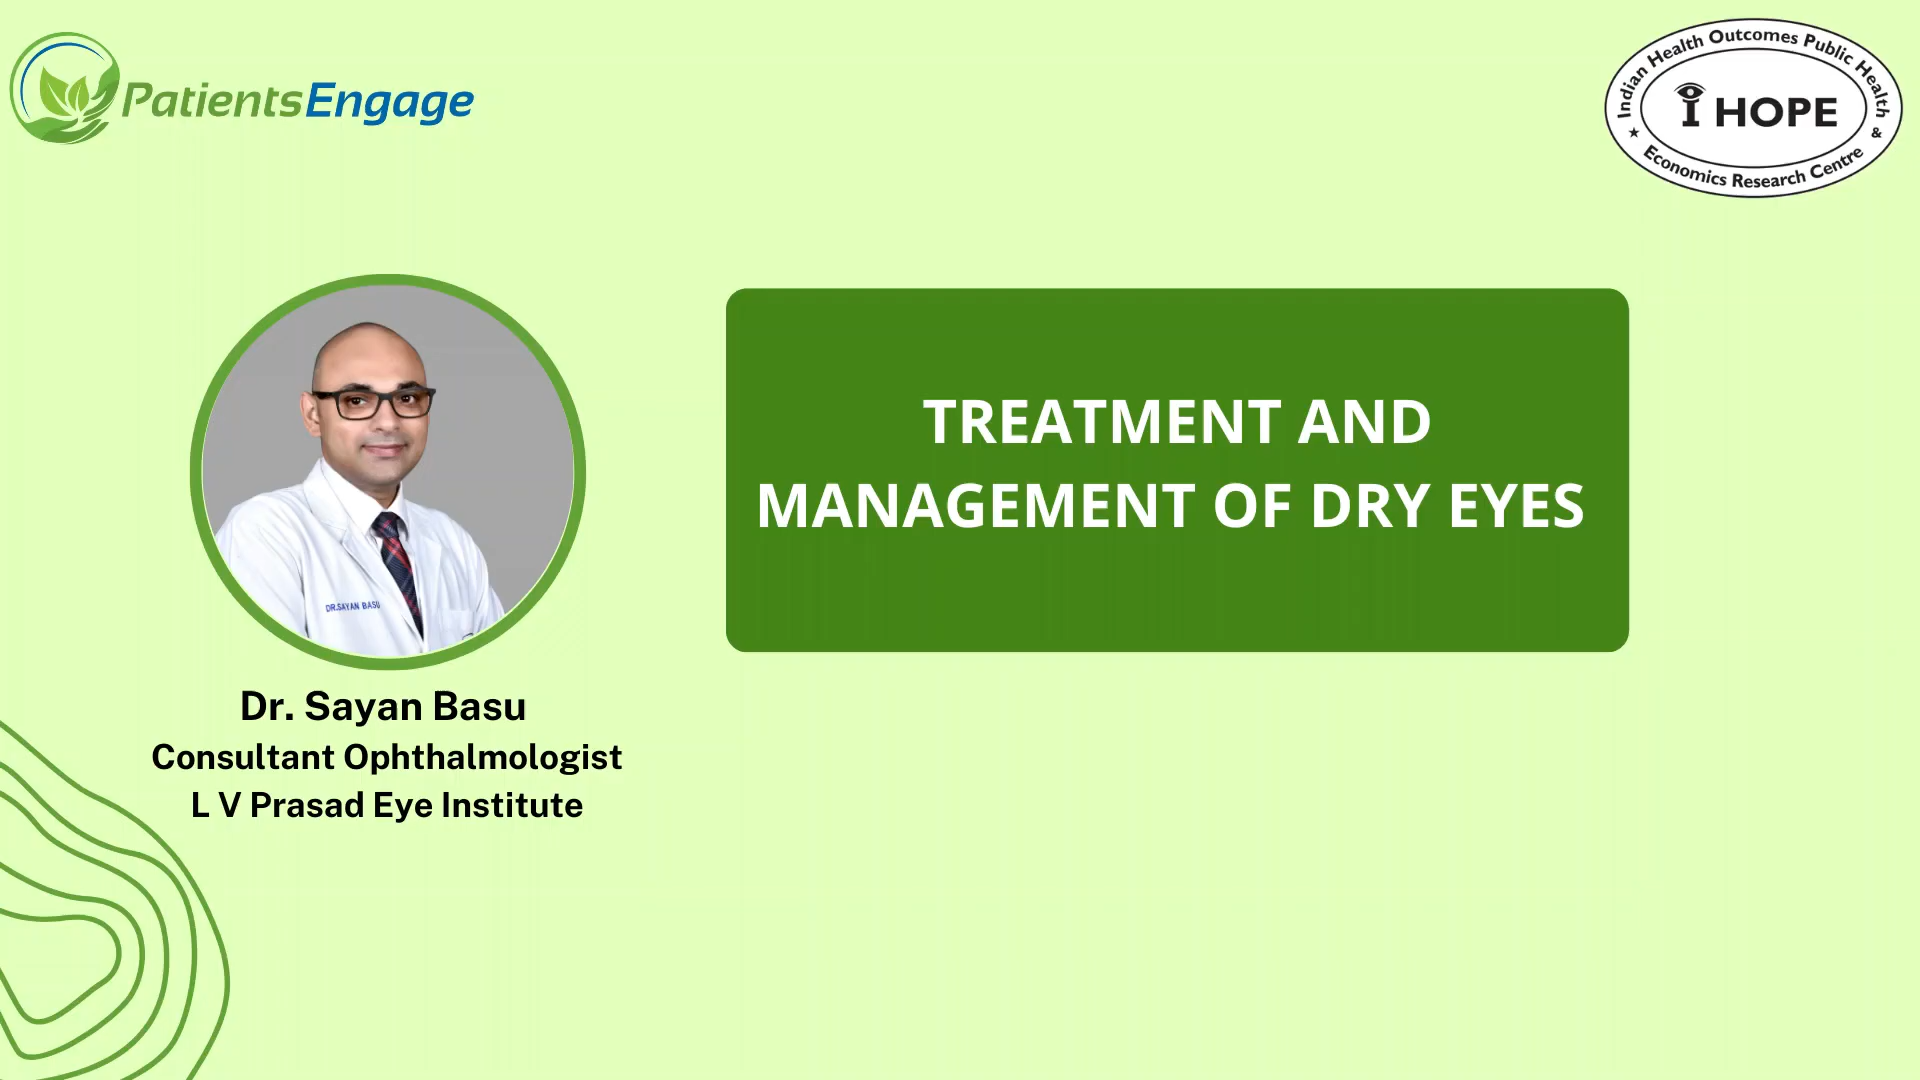 PatientsEngage
Indian Health Outcomes Public Health
&
I HOPE
Economics Research Centre
TREATMENT AND
MANAGEMENT OF DRY EYES
DR.SAYAN BASU
Dr. Sayan Basu
Consultant Ophthalmologist
L V Prasad Eye Institute